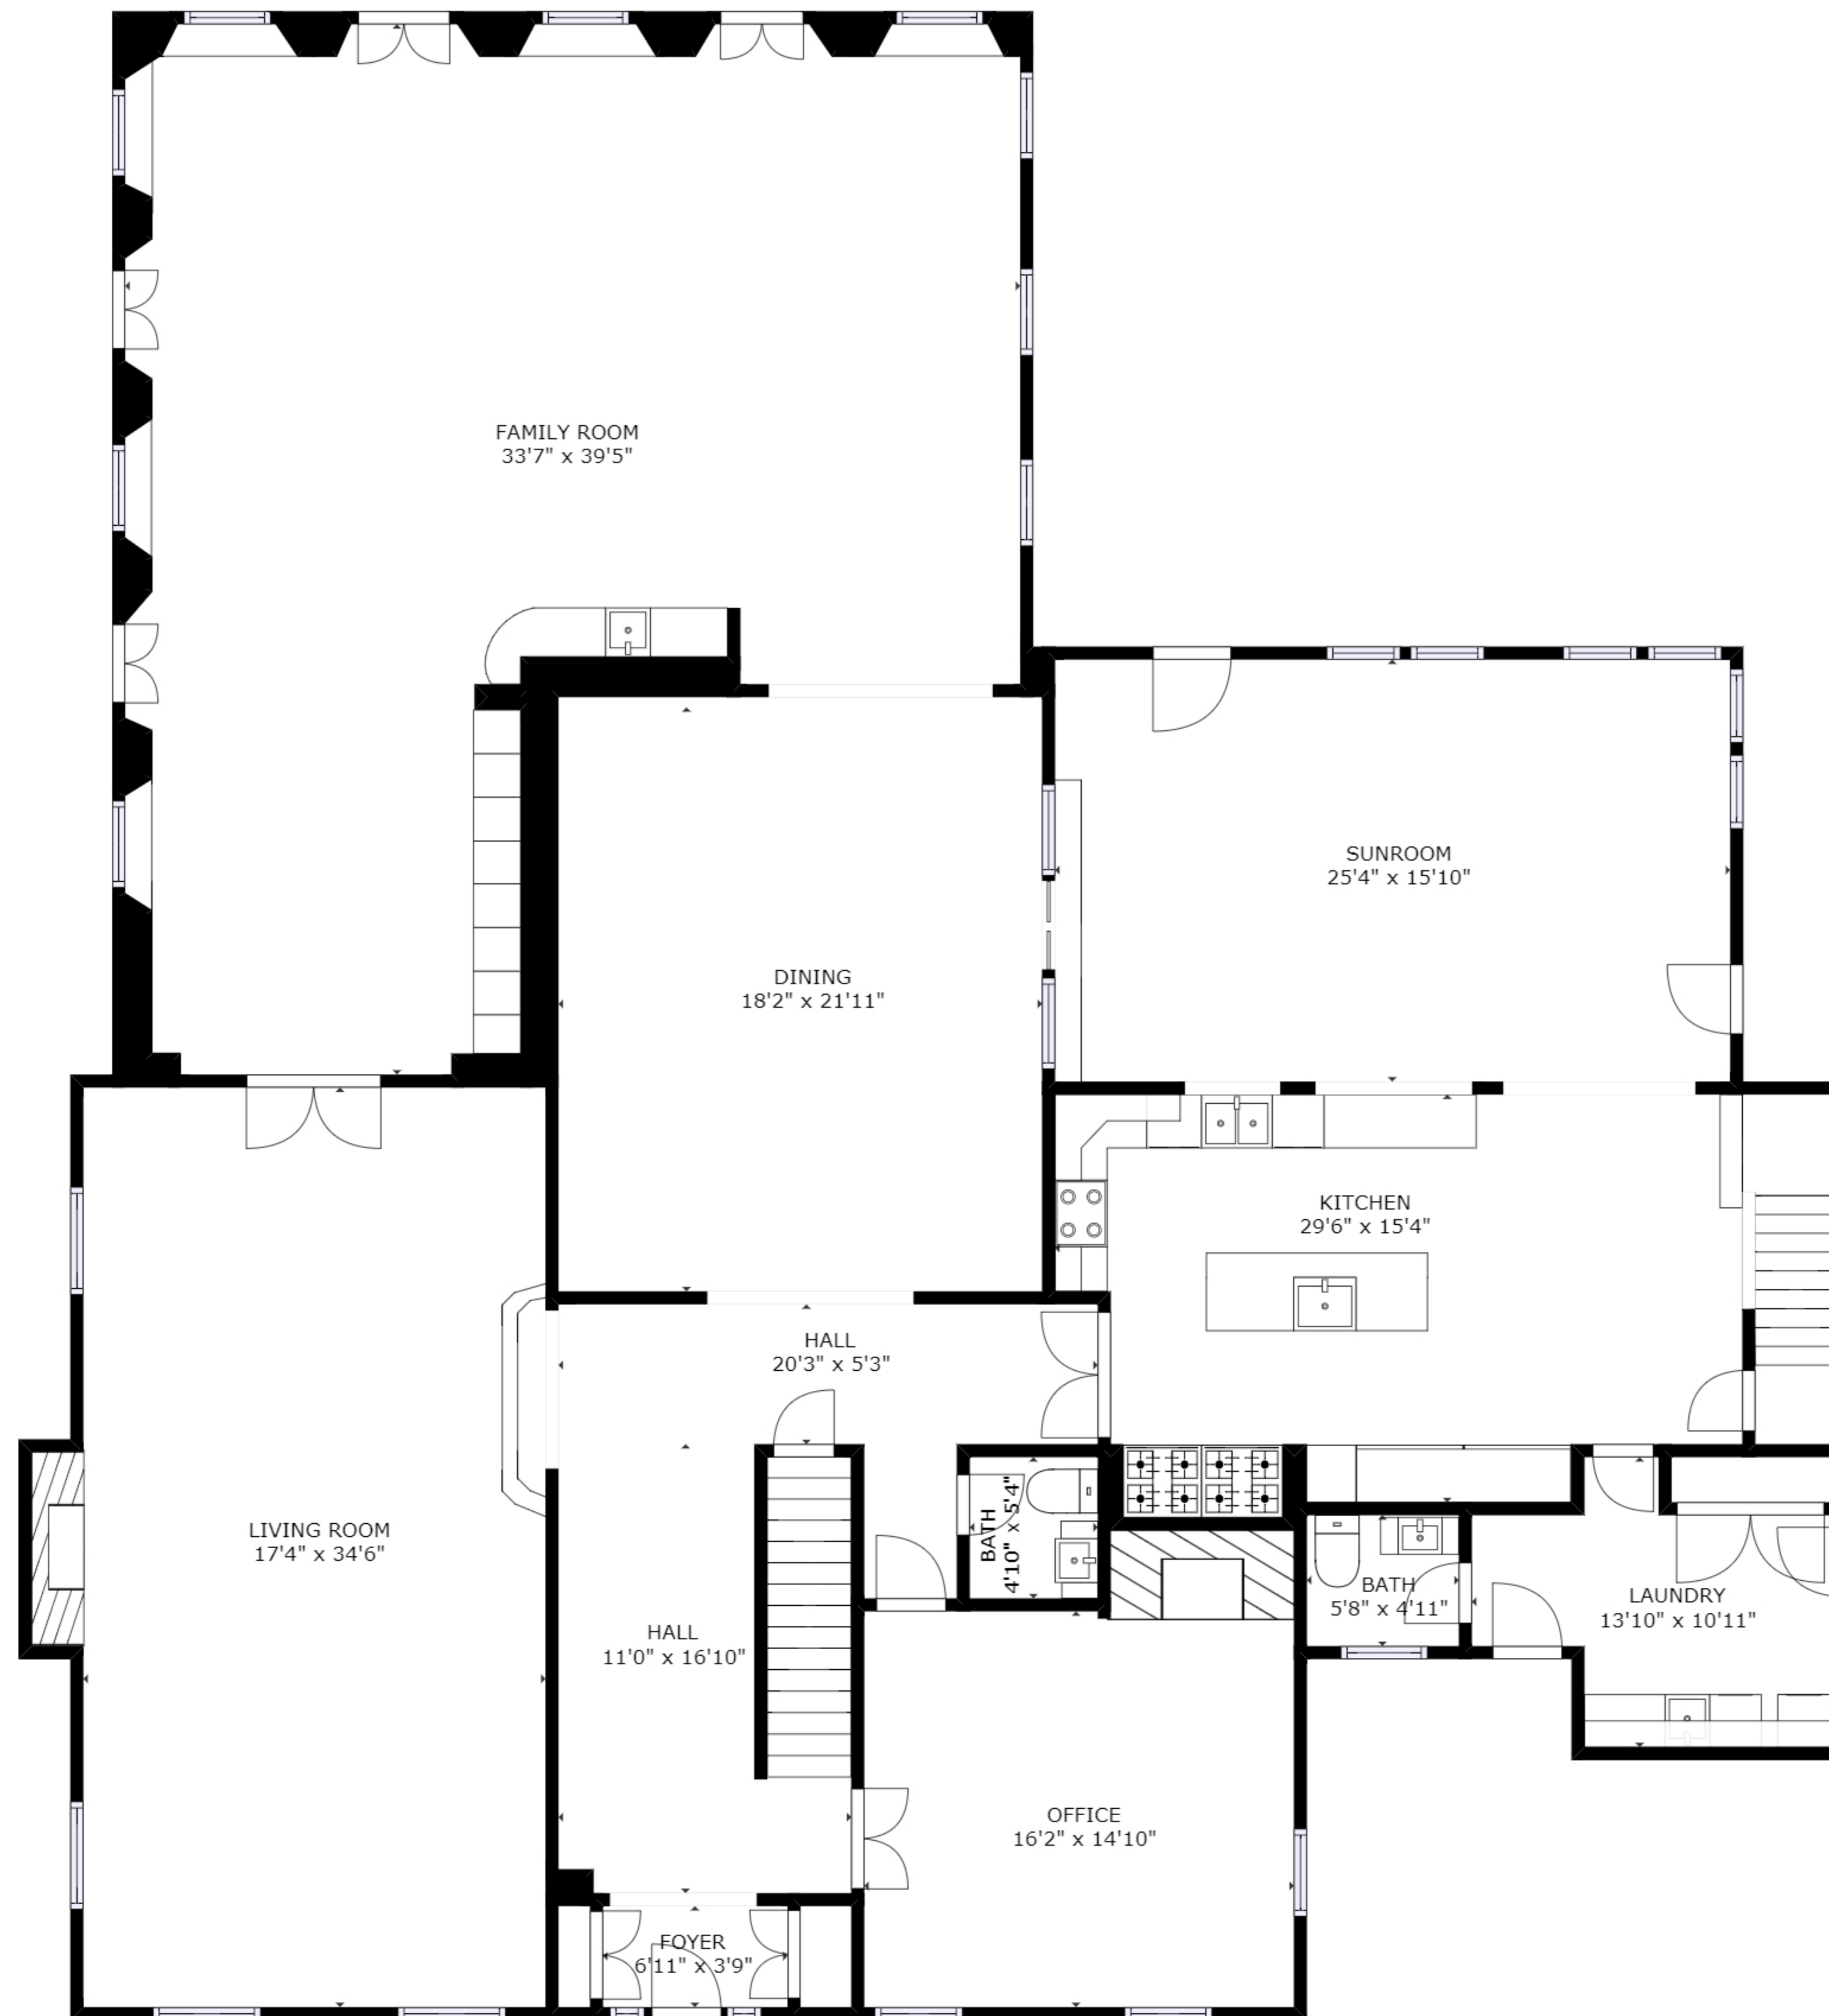 FAMILY ROOM
33'7" x 39'5"
SUNROOM
25'4" x 15'10"
DINING
18'2" x 21'11"
KITCHEN
29'6" x 15'4"
HALL
20'3" x 5'3"
LIVING ROOM
17'4" x 34'6"
BATH
4'10" x 5'4"
BATH
5'8" x 4'11"
LAUNDRY
13'10" x 10'11"
HALL
11'0" x 16'10"
OFFICE
16'2" x 14'10"
FOYER
6'11" x 3'9"